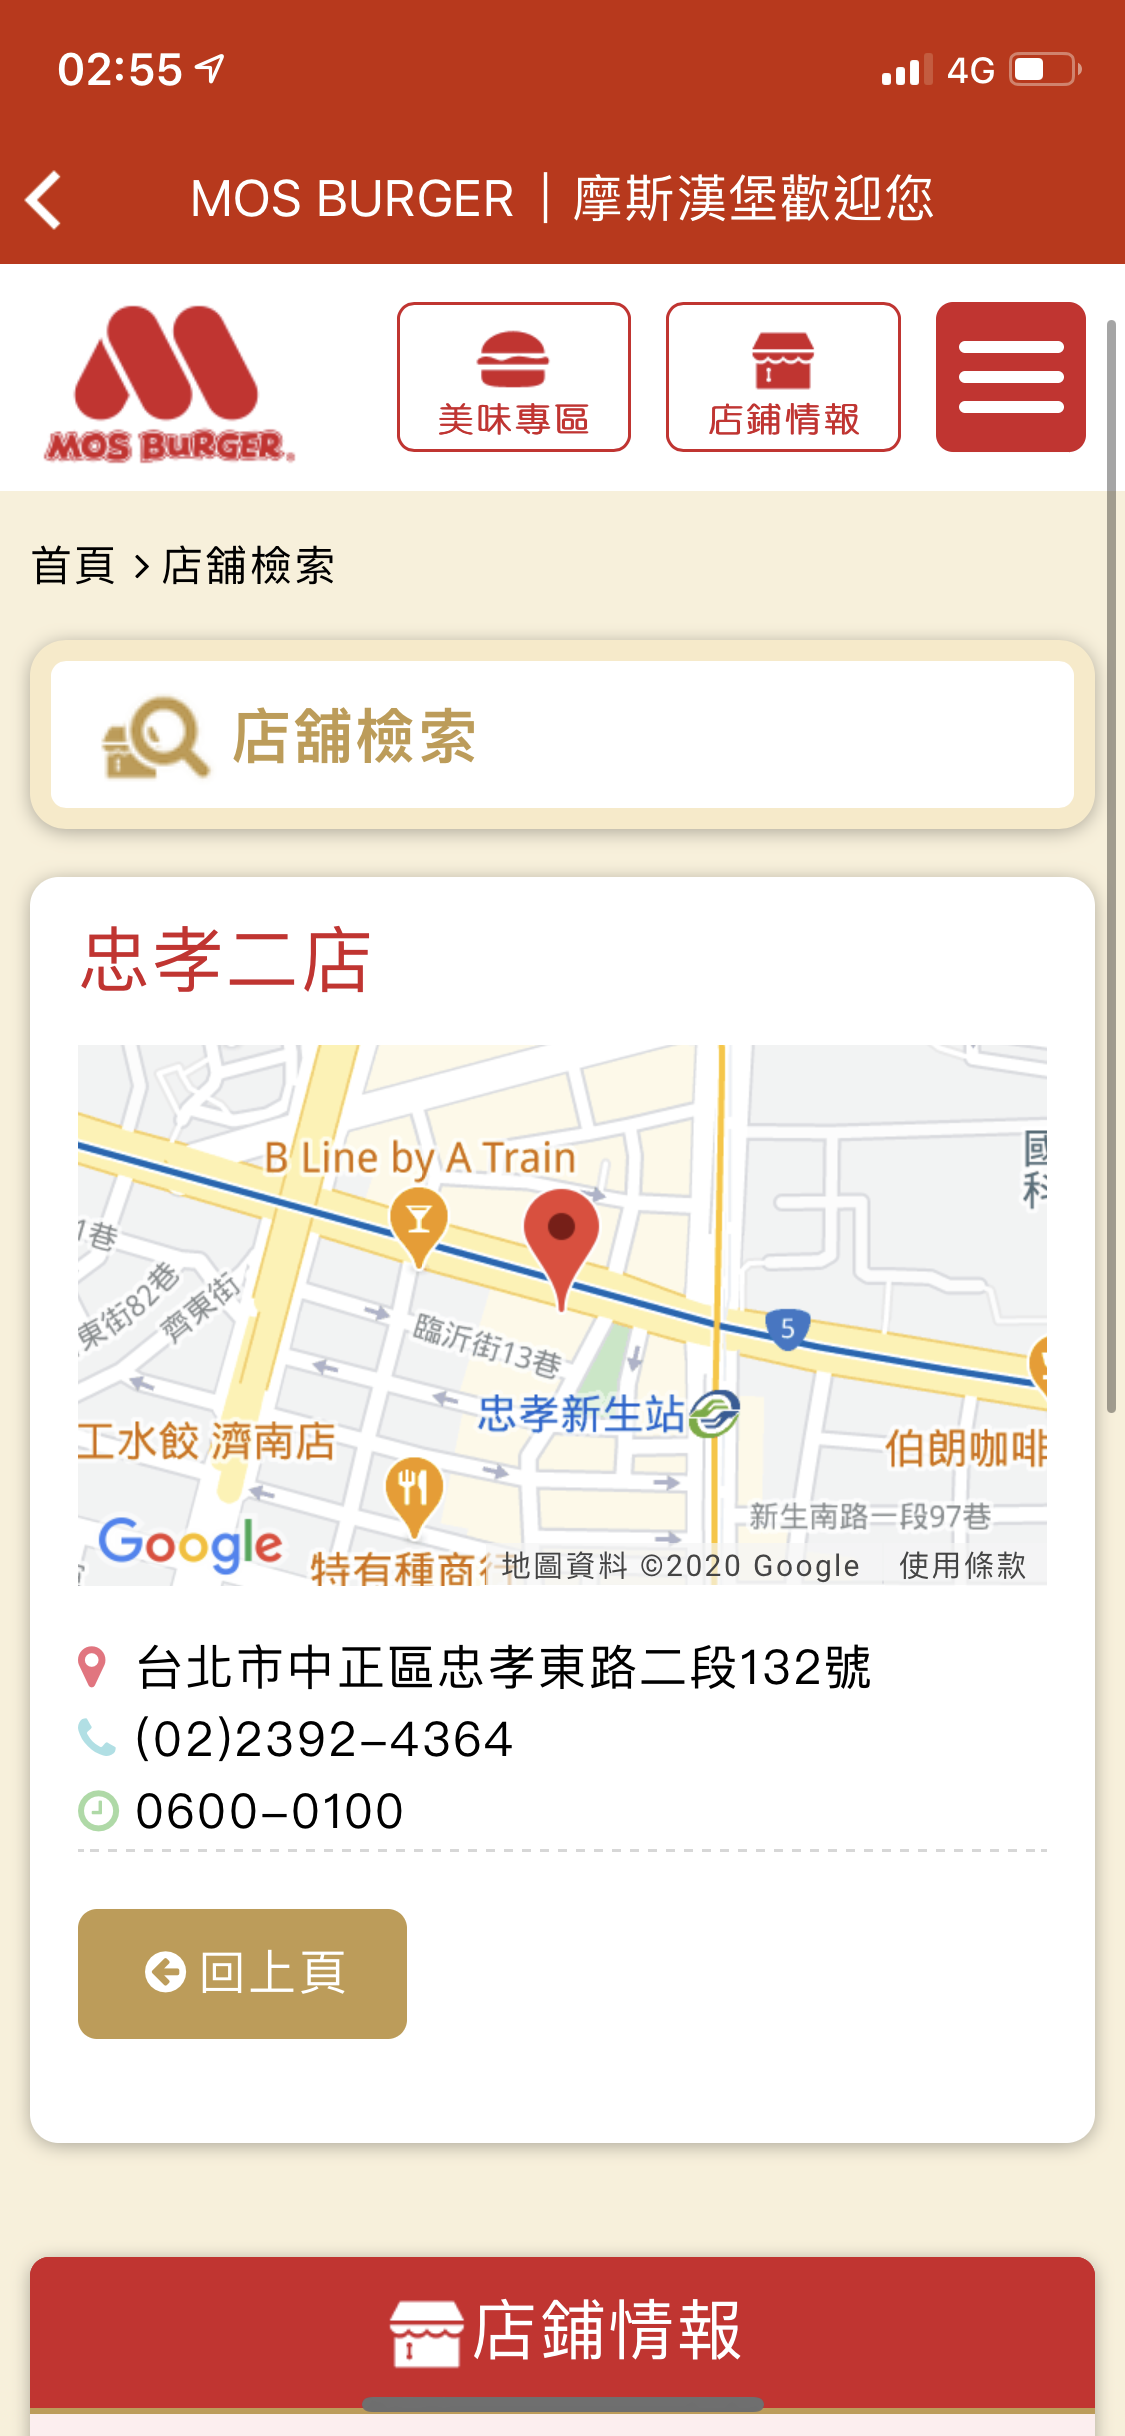 02:55
4G
MOS BURGER｜摩斯漢堡歡迎您
MOS BURGER.
美味專區
店鋪情報
首頁 > 店舖檢索
店舖檢索
忠孝二店
B Line by A Train
國
科
1巷
東街82巷
齊東街
臨沂街13巷
5
忠孝新生站
工水餃 濟南店
伯朗咖啡
新生南路一段97巷
Google
特有種商行
地圖資料 ©2020 Google
使用條款
台北市中正區忠孝東路二段132號
(02)2392-4364
0600-0100
回上頁
店鋪情報